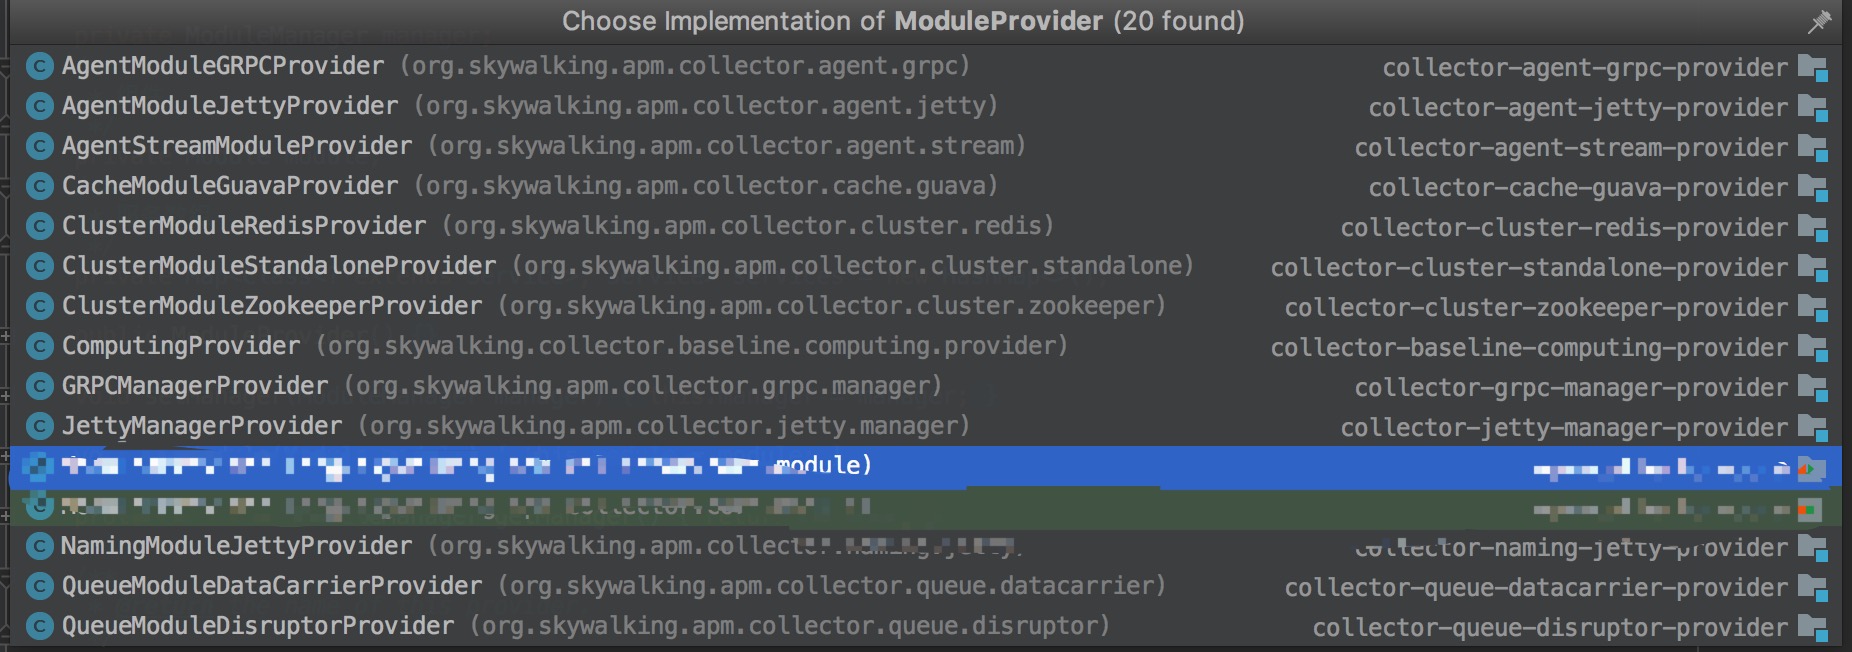 Choose Implementation of ModuleProvider (20 found)
AgentModuleGRPCProvider (org.skywalking.apm.collector.agent.grpc) collector-agent-grpc-provider
AgentModuleJettyProvider (org.skywalking.apm.collector.agent.jetty) collector-agent-jetty-provider
AgentStreamModuleProvider (org.skywalking.apm.collector.agent.stream) collector-agent-stream-provider
CacheModuleGuavaProvider (org.skywalking.apm.collector.cache.guava) collector-cache-guava-provider
ClusterModuleRedisProvider (org.skywalking.apm.collector.cluster.redis) collector-cluster-redis-provider
ClusterModuleStandaloneProvider (org.skywalking.apm.collector.cluster.standalone) collector-cluster-standalone-provider
ClusterModuleZookeeperProvider (org.skywalking.apm.collector.cluster.zookeeper) collector-cluster-zookeeper-provider
ComputingProvider (org.skywalking.collector.baseline.computing.provider) collector-baseline-computing-provider
GRPCManagerProvider (org.skywalking.apm.collector.grpc.manager) collector-grpc-manager-provider
JettyManagerProvider (org.skywalking.apm.collector.jetty.manager) collector-jetty-manager-provider
module)
NamingModuleJettyProvider (org.skywalking.apm.collector.naming.jetty) collector-naming-jetty-provider
QueueModuleDataCarrierProvider (org.skywalking.apm.collector.queue.datacarrier) collector-queue-datacarrier-provider
QueueModuleDisruptorProvider (org.skywalking.apm.collector.queue.disruptor) collector-queue-disruptor-provider